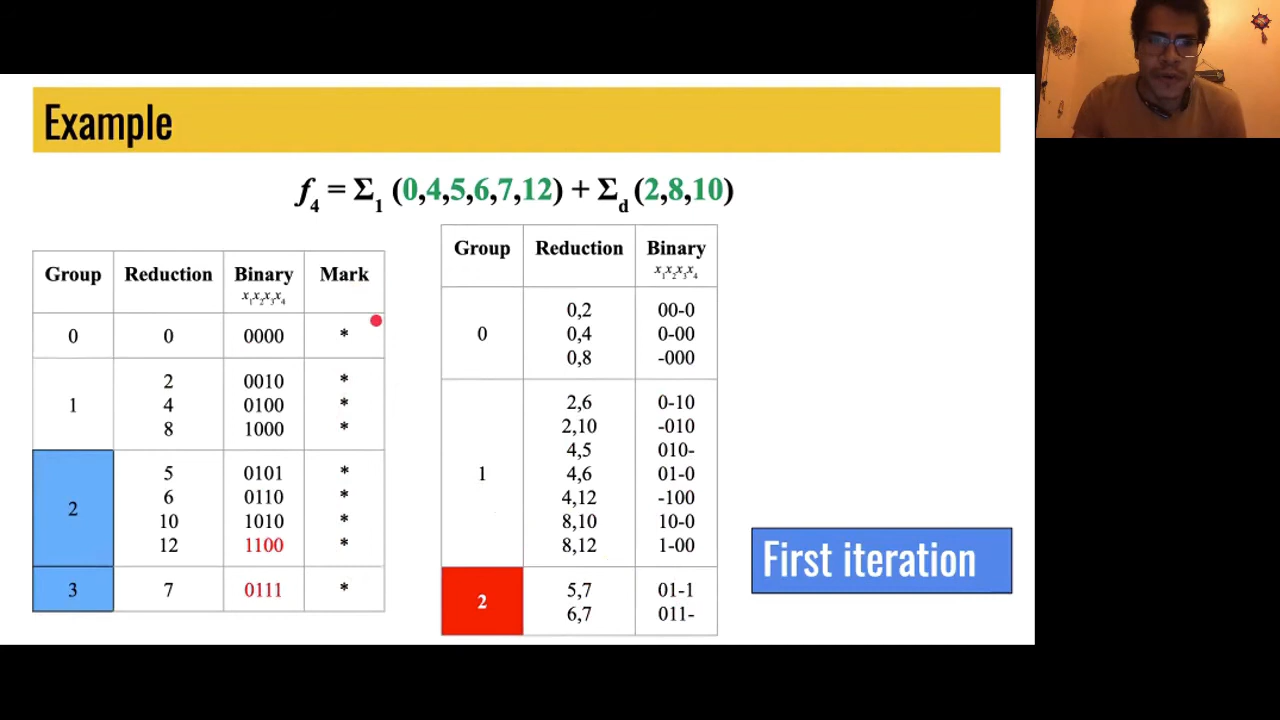 Example
f4 = Σ1 (0,4,5,6,7,12) + Σd (2,8,10)
Group Reduction Binary Mark
x1x2x3x4
0 0 0000 *
1
2 0010 *
4 0100 *
8 1000 *
2
5 0101 *
6 0110 *
10 1010 *
12 1100 *
3 7 0111 *
Group Reduction Binary
x1x2x3x4
0
0,2 00-0
0,4 0-00
0,8 -000
1
2,6 0-10
2,10 -010
4,5 010-
4,6 01-0
4,12 -100
8,10 10-0
8,12 1-00
2
5,7 01-1
6,7 011-
First iteration